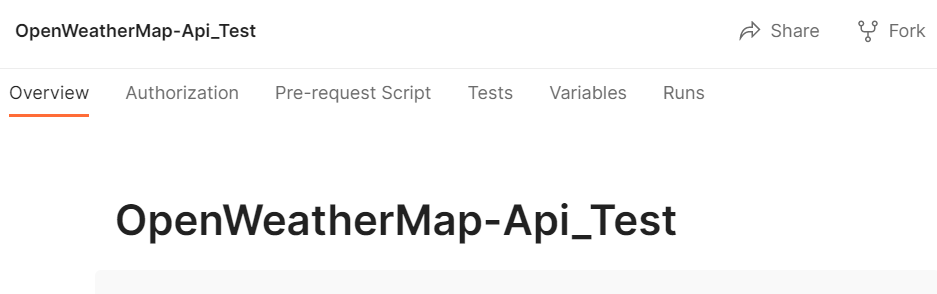 OpenWeatherMap-Api_Test Share Fork
Overview Authorization Pre-request Script Tests Variables Runs
OpenWeatherMap-Api_Test